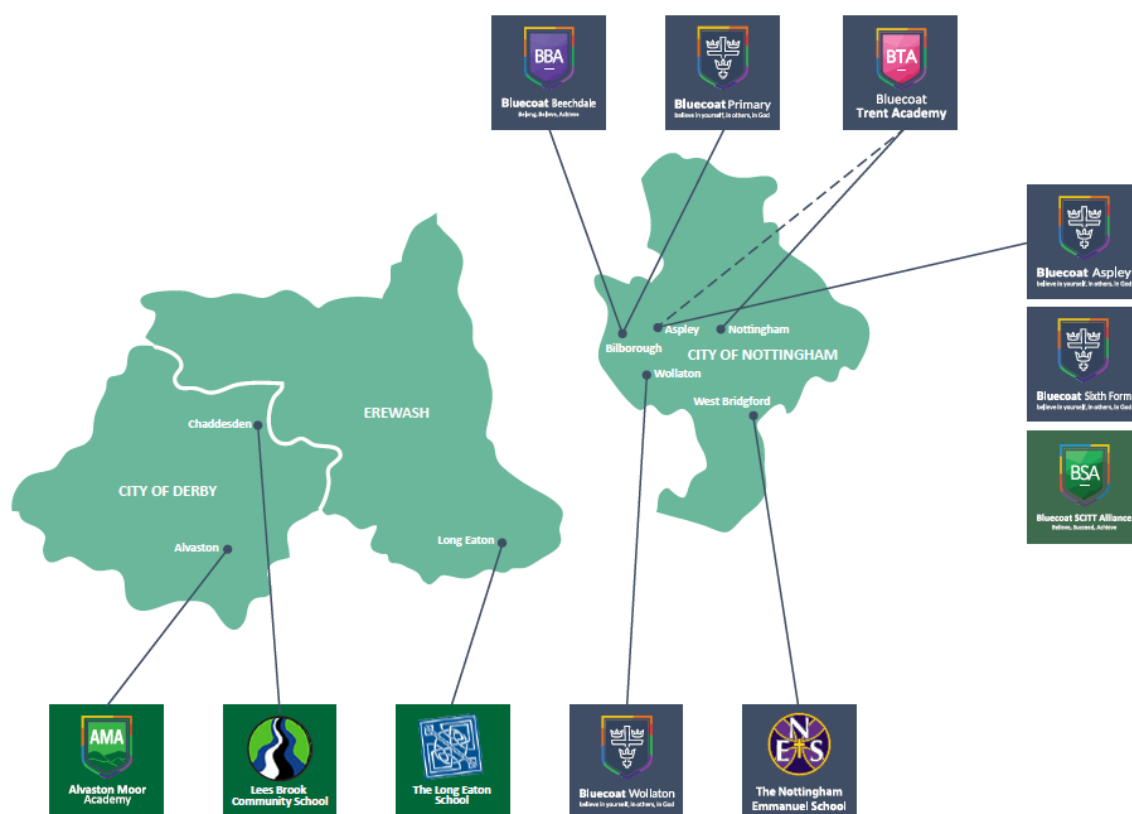 BBA
Bluecoat Beechdale
Belong, Believe, Achieve
Bluecoat Primary
believe in yourself, in others, in God
BTA
Bluecoat
Trent Academy
Bluecoat Aspley
believe in yourself, in others, in God
Bluecoat Sixth Form
believe in yourself, in others, in God
BSA
Bluecoat SCITT Alliance
Believe, Succeed, Achieve
Aspley
Nottingham
Bilborough
CITY OF NOTTINGHAM
Wollaton
West Bridgford
EREWASH
Chaddesden
CITY OF DERBY
Alvaston
Long Eaton
AMA
Alvaston Moor
Academy
Lees Brook
Community School
The Long Eaton
School
Bluecoat Wollaton
believe in yourself, in others, in God
N
E S
The Nottingham
Emmanuel School